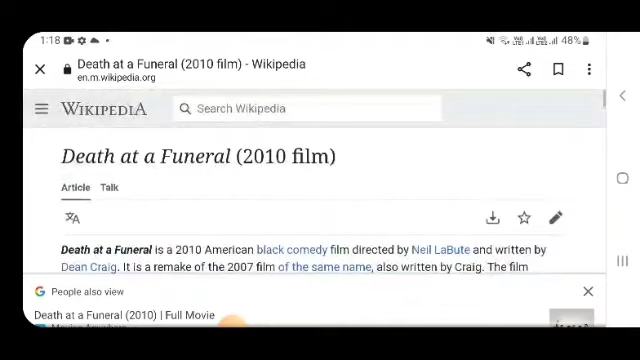 1:18 48%
Death at a Funeral (2010 film) - Wikipedia
en.m.wikipedia.org
WIKIPEDIA Search Wikipedia
Death at a Funeral (2010 film)
Article Talk
Death at a Funeral is a 2010 American black comedy film directed by Neil LaBute and written by
Dean Craig. It is a remake of the 2007 film of the same name, also written by Craig. The film
G People also view
Death at a Funeral (2010) | Full Movie